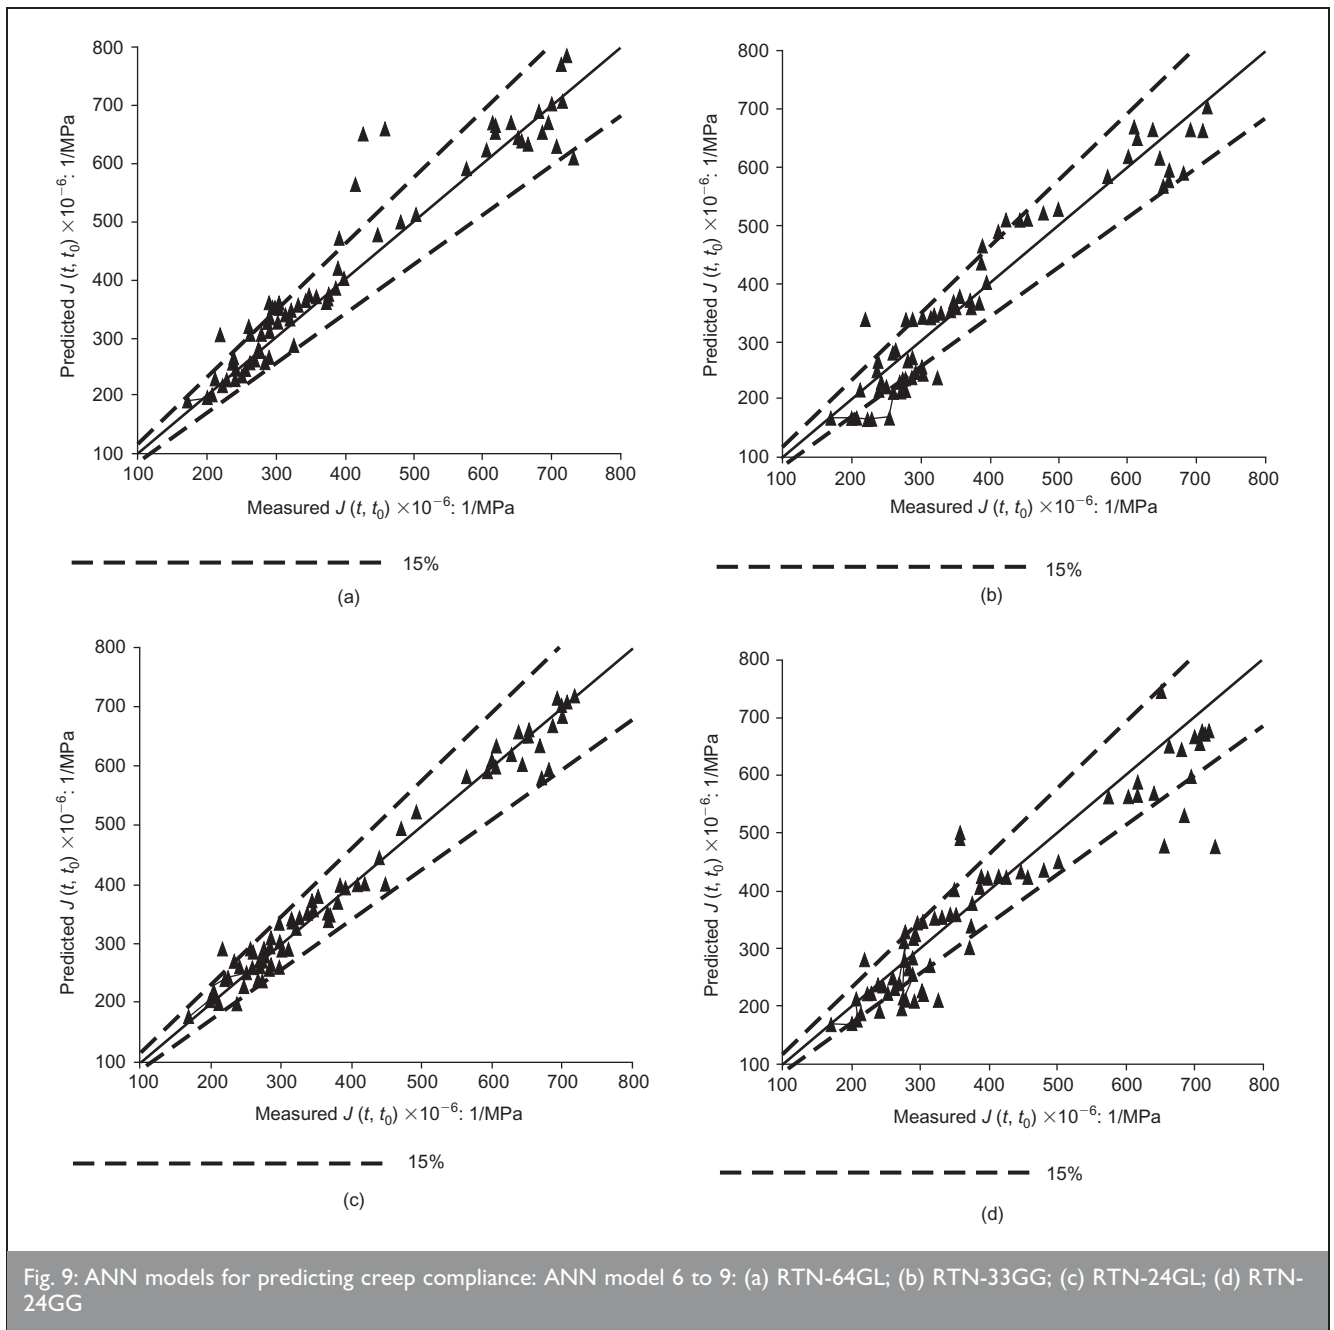 800
700
600
500
400
300
200
100
Predicted J (t, t0) ×10−6: 1/MPa
100 200 300 400 500 600 700 800
Measured J (t, t0) ×10−6: 1/MPa
15%
(a)
800
700
600
500
400
300
200
100
Predicted J (t, t0) ×10−6: 1/MPa
100 200 300 400 500 600 700 800
Measured J (t, t0) ×10−6: 1/MPa
15%
(b)
800
700
600
500
400
300
200
100
Predicted J (t, t0) ×10−6: 1/MPa
100 200 300 400 500 600 700 800
Measured J (t, t0) ×10−6: 1/MPa
15%
(c)
800
700
600
500
400
300
200
100
Predicted J (t, t0) ×10−6: 1/MPa
100 200 300 400 500 600 700 800
Measured J (t, t0) ×10−6: 1/MPa
15%
(d)
Fig. 9: ANN models for predicting creep compliance: ANN model 6 to 9: (a) RTN-64GL; (b) RTN-33GG; (c) RTN-24GL; (d) RTN-
24GG